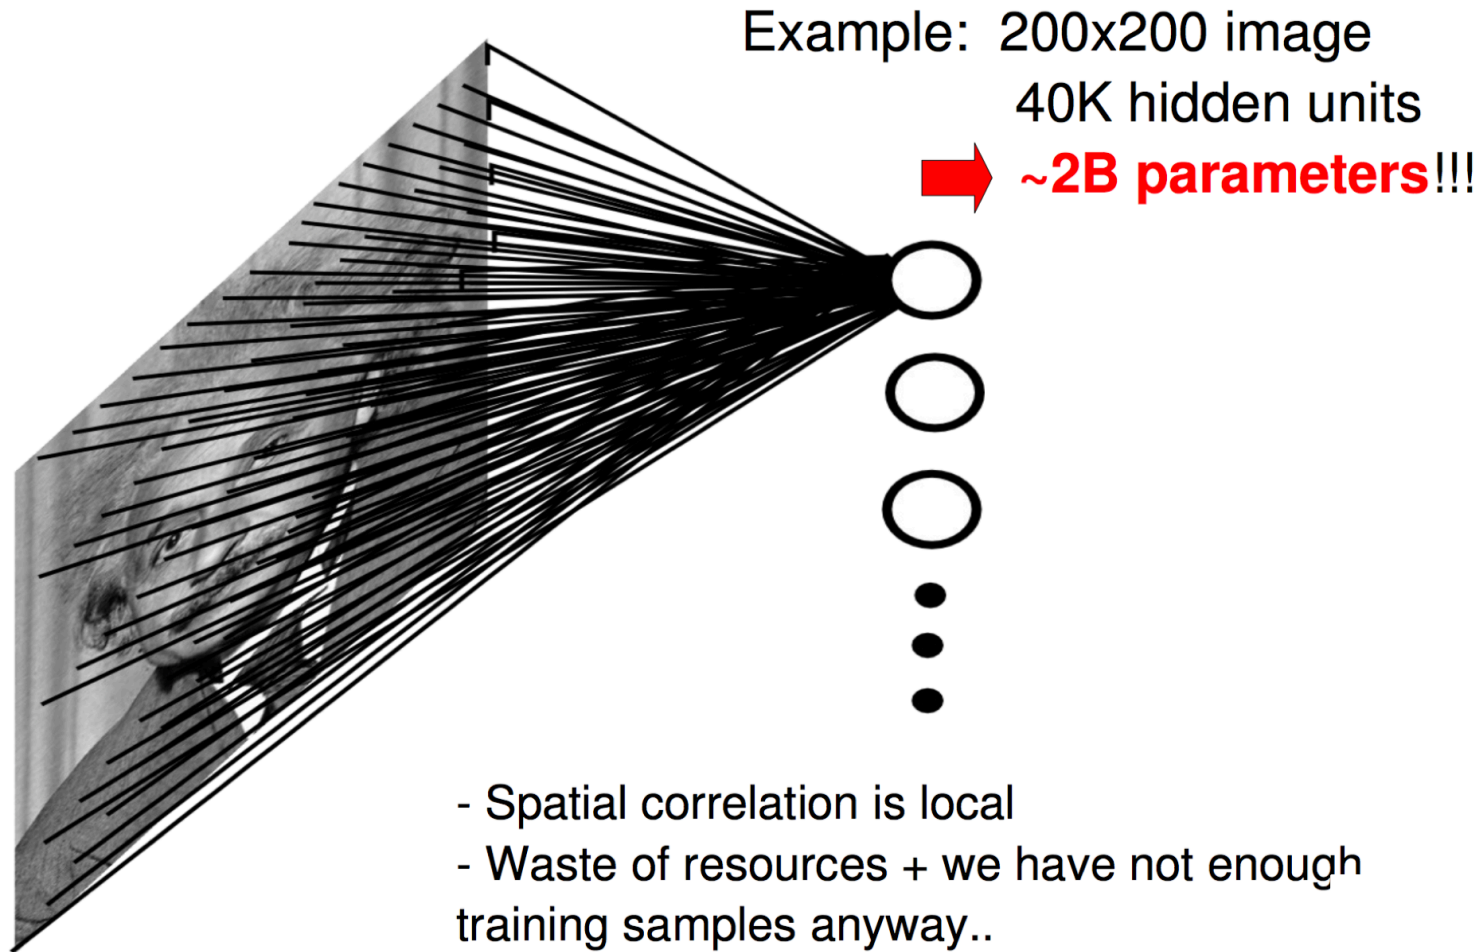 Example: 200x200 image
40K hidden units
~2B parameters!!!
- Spatial correlation is local
- Waste of resources + we have not enough
training samples anyway..